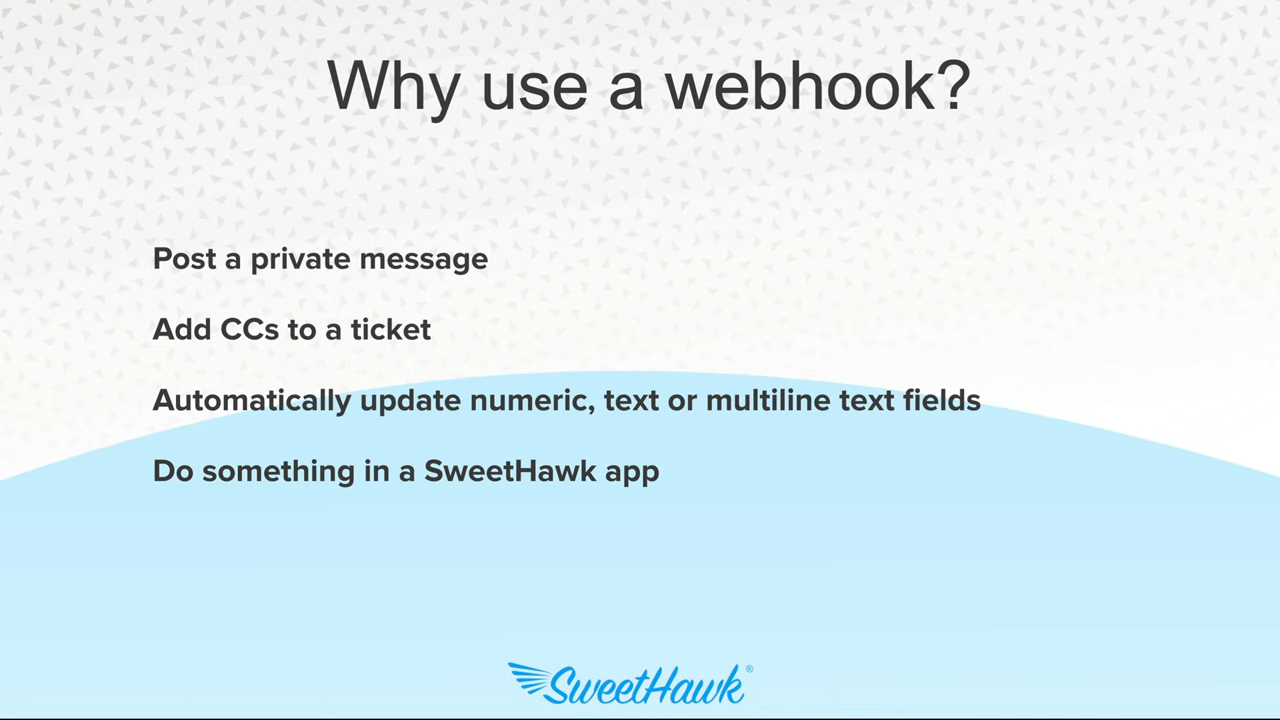 Why use a webhook?
Post a private message
Add CCs to a ticket
Automatically update numeric, text or multiline text fields
Do something in a SweetHawk app
SweetHawk®